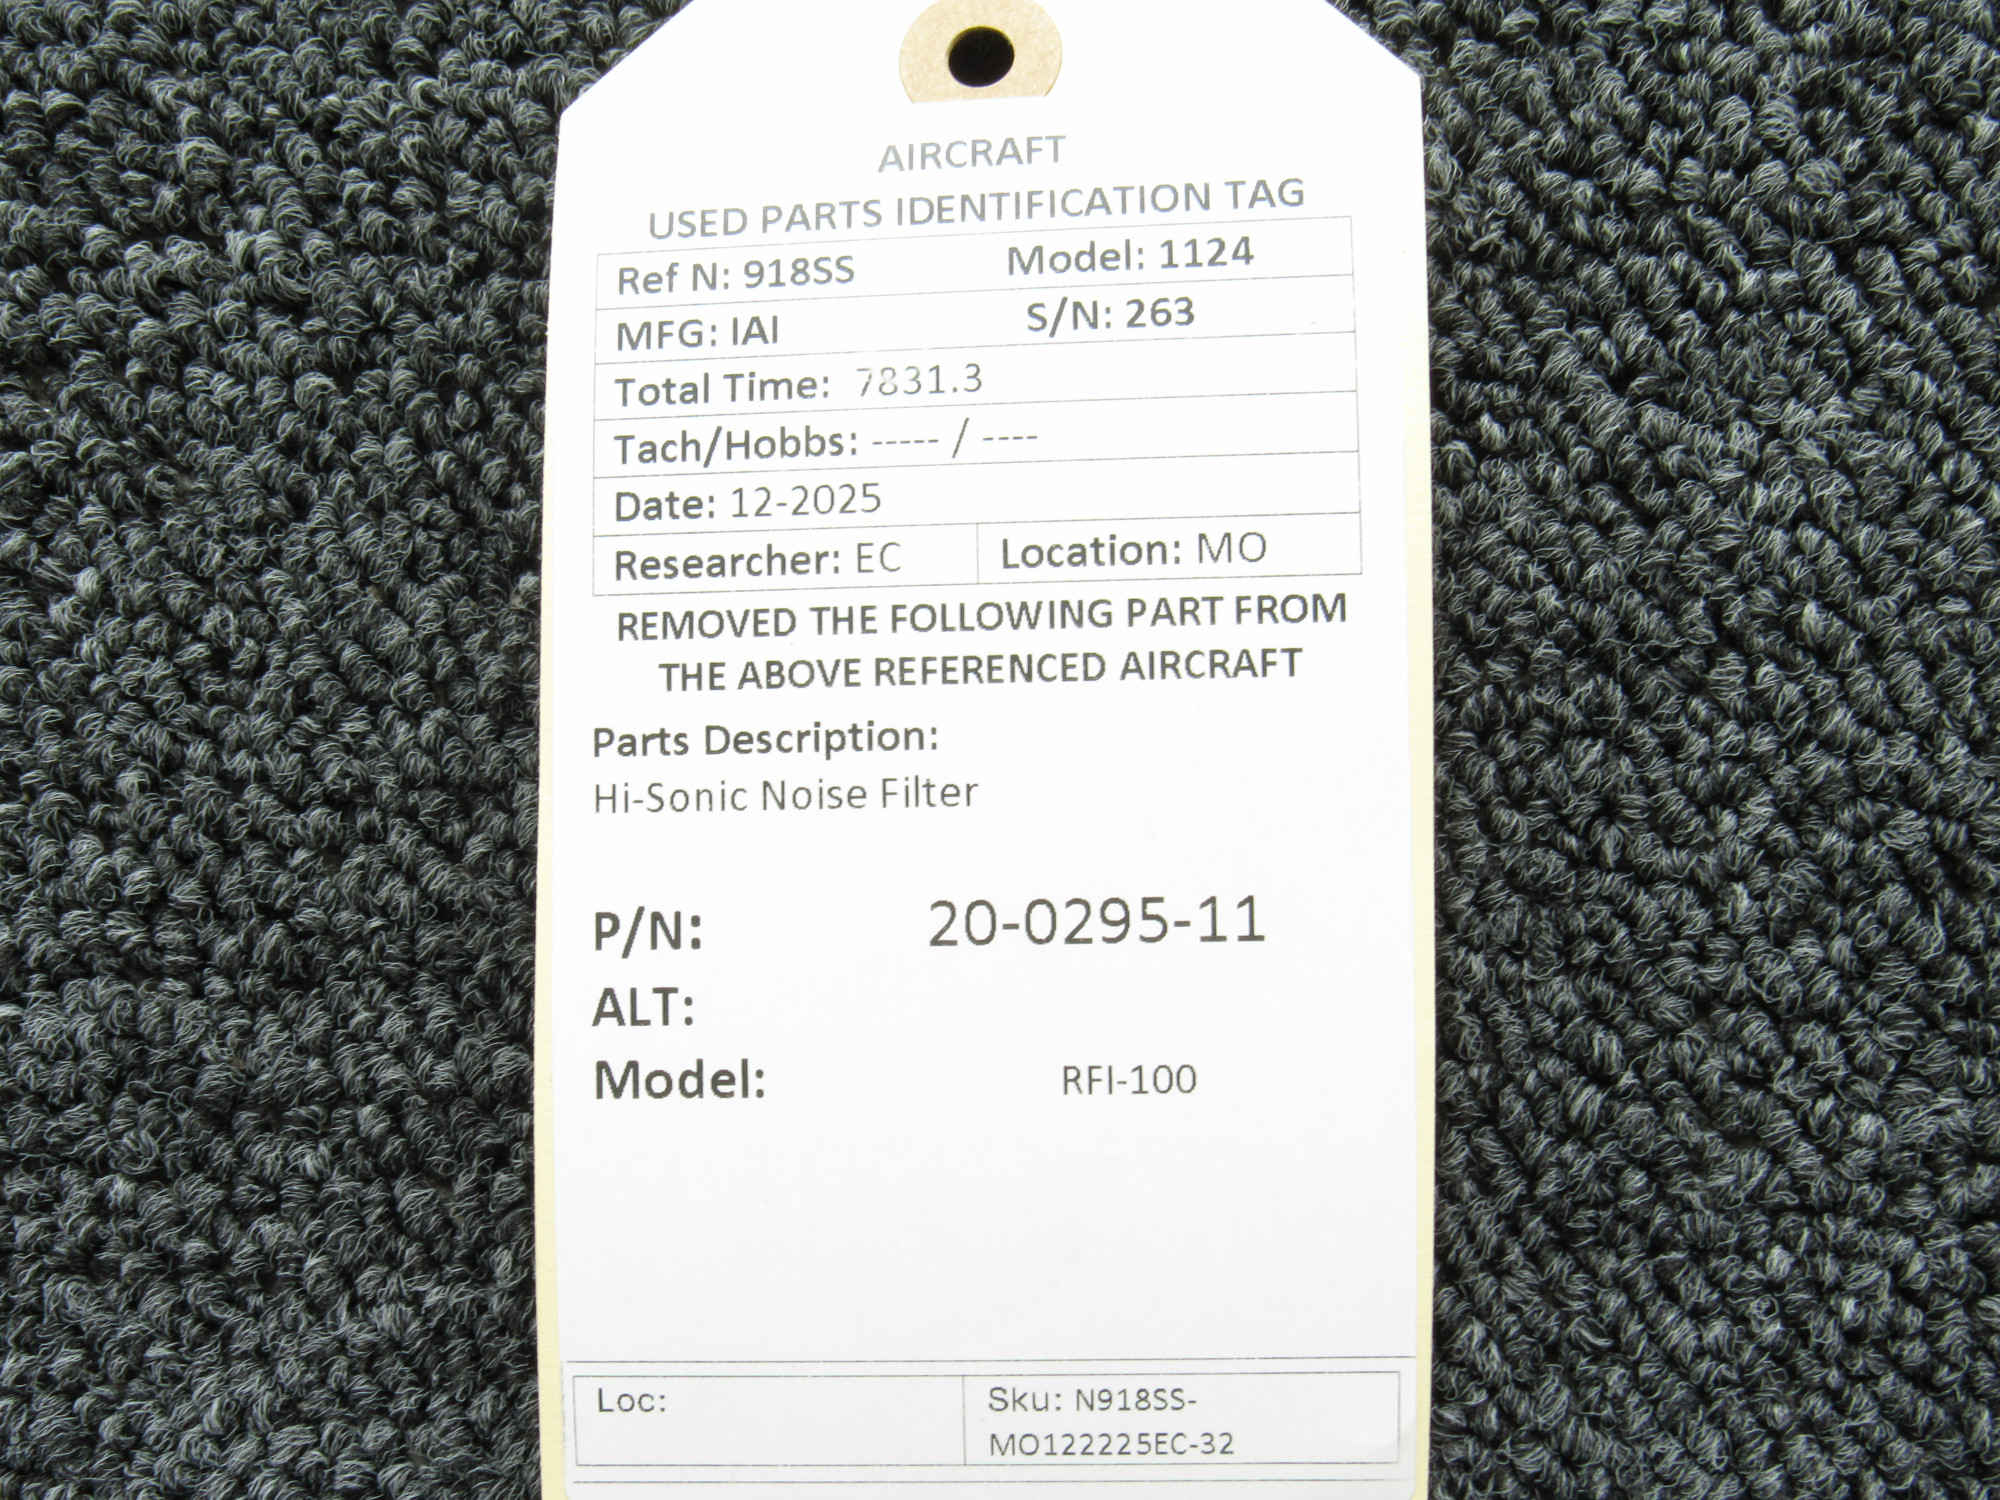 AIRCRAFT
USED PARTS IDENTIFICATION TAG
Ref N: 918SS Model: 1124
MFG: IAI S/N: 263
Total Time: 7831.3
Tach/Hobbs: ----- / ----
Date: 12-2025
Researcher: EC Location: MO
REMOVED THE FOLLOWING PART FROM
THE ABOVE REFERENCED AIRCRAFT
Parts Description:
Hi-Sonic Noise Filter
P/N: 20-0295-11
ALT:
Model: RFI-100
Loc: Sku: N918SS-
MO122225EC-32